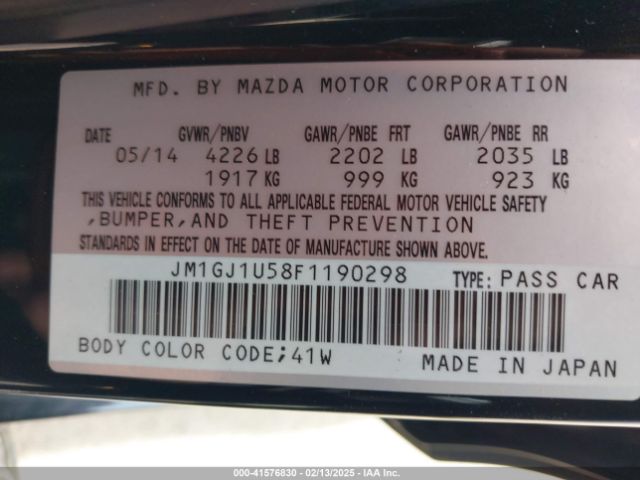 MFD. BY MAZDA MOTOR CORPORATION
DATE GVWR/PNBV GAWR/PNBE FRT GAWR/PNBE RR
05/14 4226 LB 2202 LB 2035 LB
1917 KG 999 KG 923 KG
THIS VEHICLE CONFORMS TO ALL APPLICABLE FEDERAL MOTOR VEHICLE SAFETY
,BUMPER,AND THEFT PREVENTION
STANDARDS IN EFFECT ON THE DATE OF MANUFACTURE SHOWN ABOVE.
JM1GJ1U58F1190298 TYPE: PASS CAR
BODY COLOR CODE;41W MADE IN JAPAN
000-41576830 - 02/13/2025 - IAAI.COM